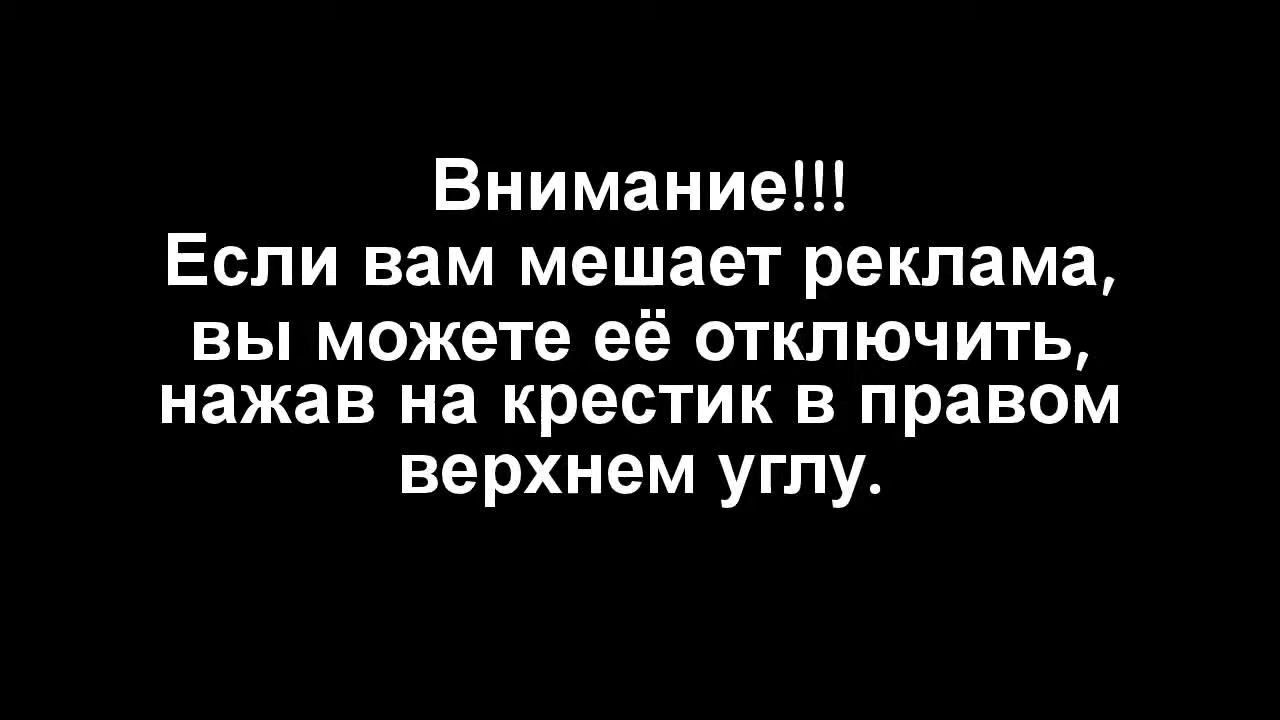 Внимание!!!
Если вам мешает реклама,
вы можете её отключить,
нажав на крестик в правом
верхнем углу.